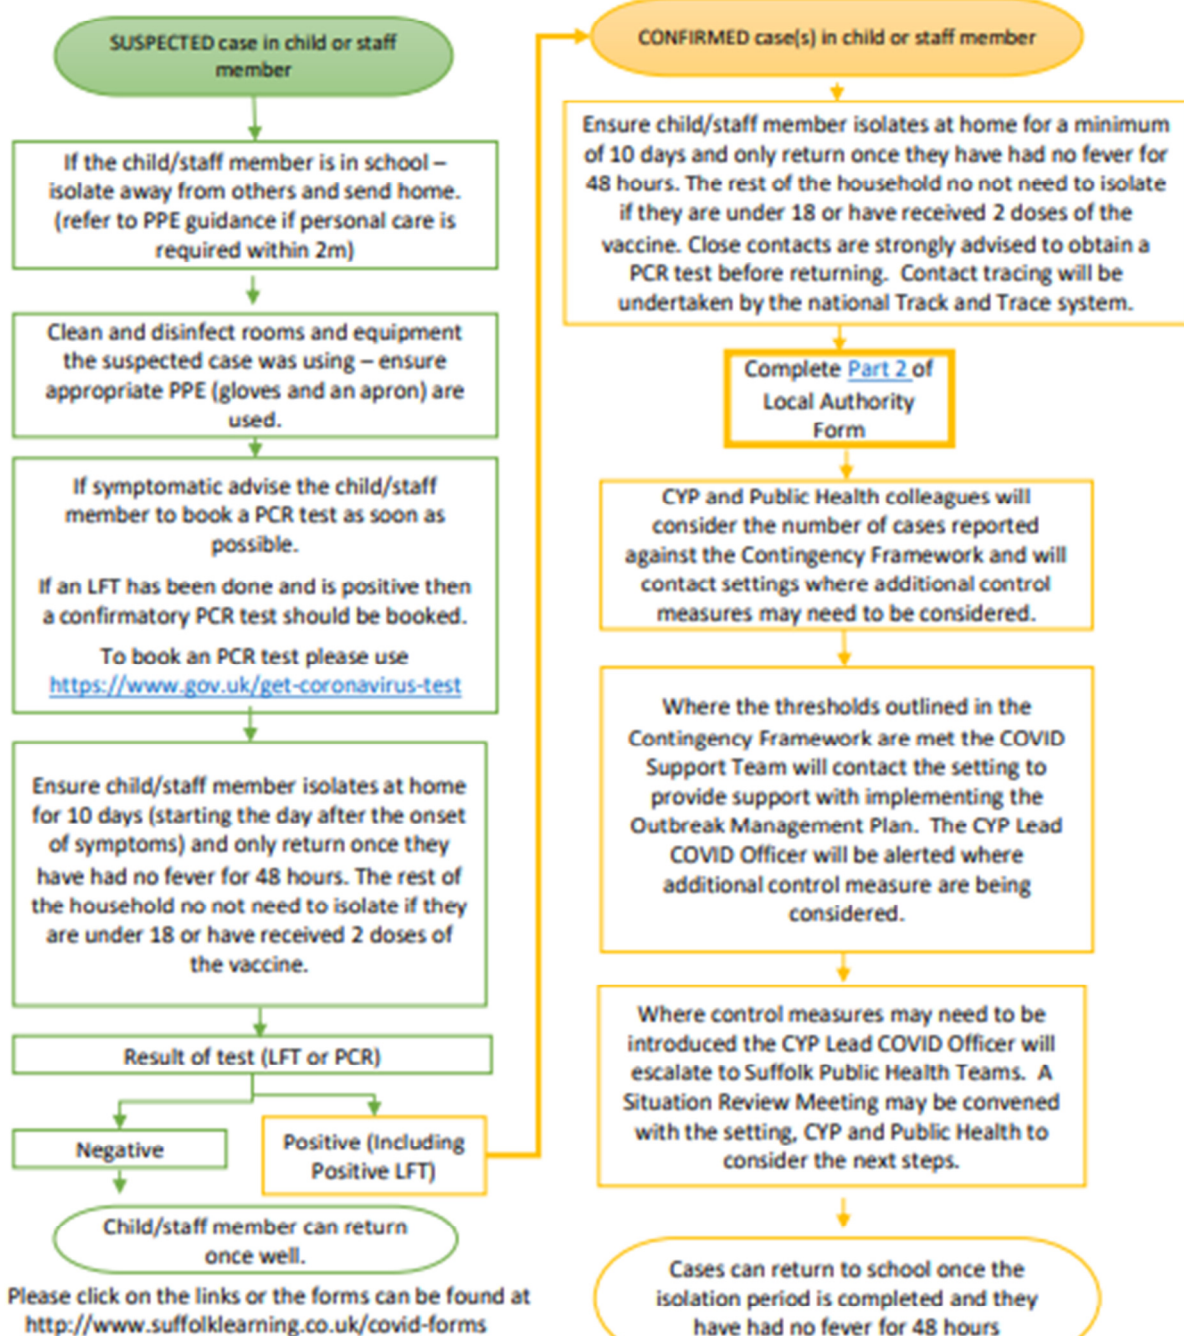 SUSPECTED case in child or staff
member
If the child/staff member is in school –
isolate away from others and send home.
(refer to PPE guidance if personal care is
required within 2m)
Clean and disinfect rooms and equipment
the suspected case was using – ensure
appropriate PPE (gloves and an apron) are
used.
If symptomatic advise the child/staff
member to book a PCR test as soon as
possible.
If an LFT has been done and is positive then
a confirmatory PCR test should be booked.
To book an PCR test please use
https://www.gov.uk/get-coronavirus-test
Ensure child/staff member isolates at home
for 10 days (starting the day after the onset
of symptoms) and only return once they
have had no fever for 48 hours. The rest of
the household no not need to isolate if they
are under 18 or have received 2 doses of
the vaccine.
Result of test (LFT or PCR)
Negative
Positive (Including
Positive LFT)
Child/staff member can return
once well.
Please click on the links or the forms can be found at
http://www.suffolklearning.co.uk/covid-forms
CONFIRMED case(s) in child or staff member
Ensure child/staff member isolates at home for a minimum
of 10 days and only return once they have had no fever for
48 hours. The rest of the household no not need to isolate
if they are under 18 or have received 2 doses of the
vaccine. Close contacts are strongly advised to obtain a
PCR test before returning. Contact tracing will be
undertaken by the national Track and Trace system.
Complete Part 2 of
Local Authority
Form
CYP and Public Health colleagues will
consider the number of cases reported
against the Contingency Framework and will
contact settings where additional control
measures may need to be considered.
Where the thresholds outlined in the
Contingency Framework are met the COVID
Support Team will contact the setting to
provide support with implementing the
Outbreak Management Plan. The CYP Lead
COVID Officer will be alerted where
additional control measure are being
considered.
Where control measures may need to be
introduced the CYP Lead COVID Officer will
escalate to Suffolk Public Health Teams. A
Situation Review Meeting may be convened
with the setting, CYP and Public Health to
consider the next steps.
Cases can return to school once the
isolation period is completed and they
have had no fever for 48 hours